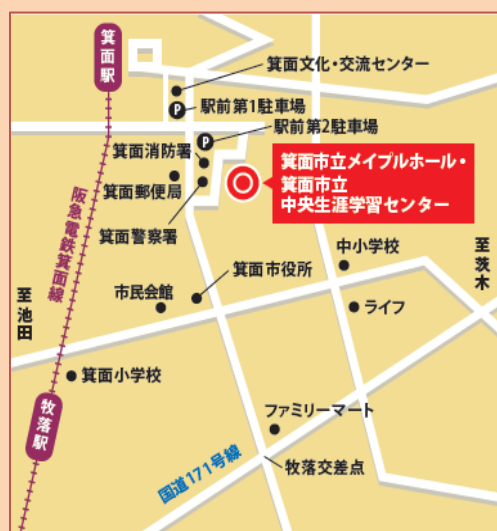 箕面駅
箕面文化・交流センター
P
駅前第1駐車場
P
駅前第2駐車場
箕面消防署
箕面市立メイプルホール・
箕面市立
中央生涯学習センター
箕面郵便局
阪急電鉄箕面線
箕面警察署
中小学校
至茨木
箕面市役所
市民会館
至池田
ライフ
箕面小学校
牧落駅
ファミリーマート
国道171号線
牧落交差点